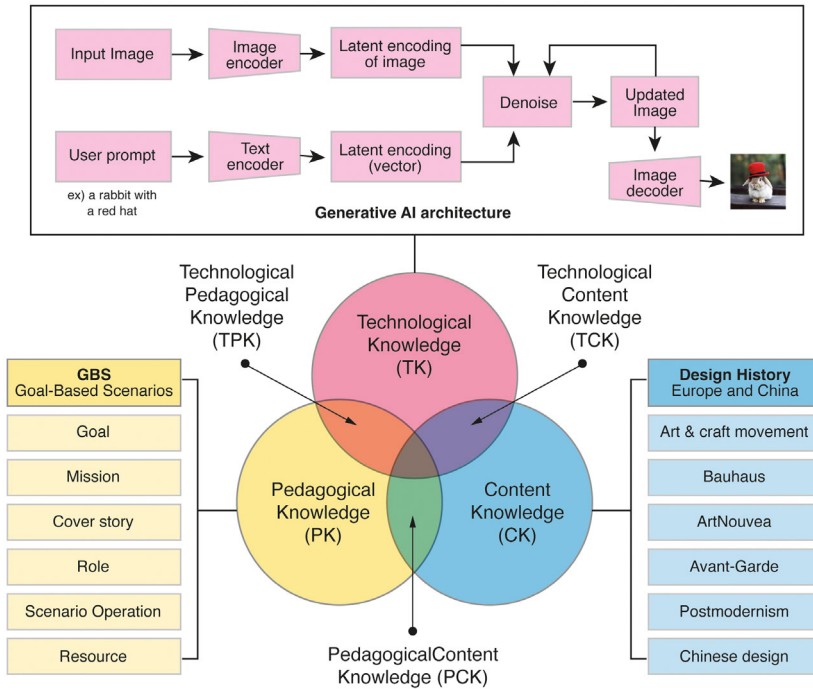 Input Image
Image
encoder
Latent encoding
of image
Denoise
Updated
Image
User prompt
Text
encoder
Latent encoding
(vector)
Image
decoder
ex) a rabbit with
a red hat
Generative AI architecture
Technological
Pedagogical
Knowledge
(TPK)
Technological
Content
Knowledge
(TCK)
Technological
Knowledge
(TK)
GBS
Goal-Based Scenarios
Goal
Mission
Cover story
Role
Scenario Operation
Resource
Pedagogical
Knowledge
(PK)
Content
Knowledge
(CK)
Design History
Europe and China
Art & craft movement
Bauhaus
ArtNouvea
Avant-Garde
Postmodernism
Chinese design
PedagogicalContent
Knowledge (PCK)